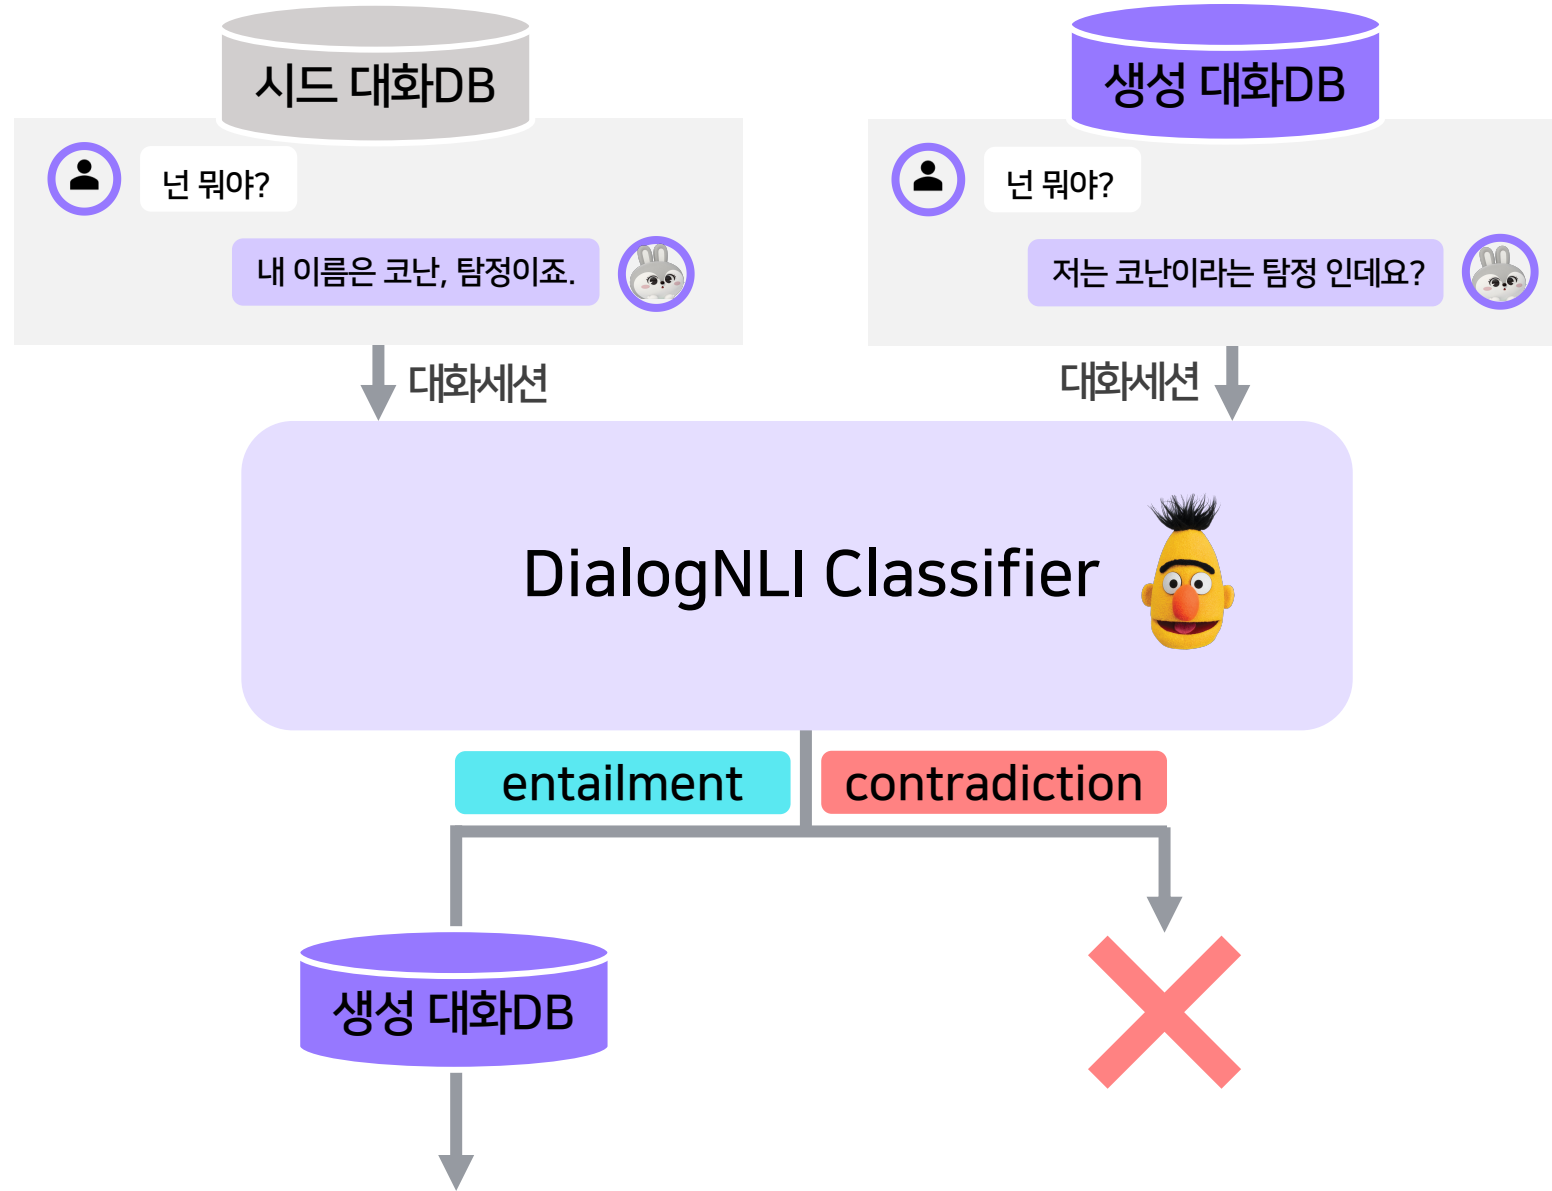 시드 대화DB
생성 대화DB
넌 뭐야?
내 이름은 코난, 탐정이죠.
넌 뭐야?
저는 코난이라는 탐정 인데요?
대화세션
대화세션
DialogNLI Classifier
entailment
contradiction
생성 대화DB